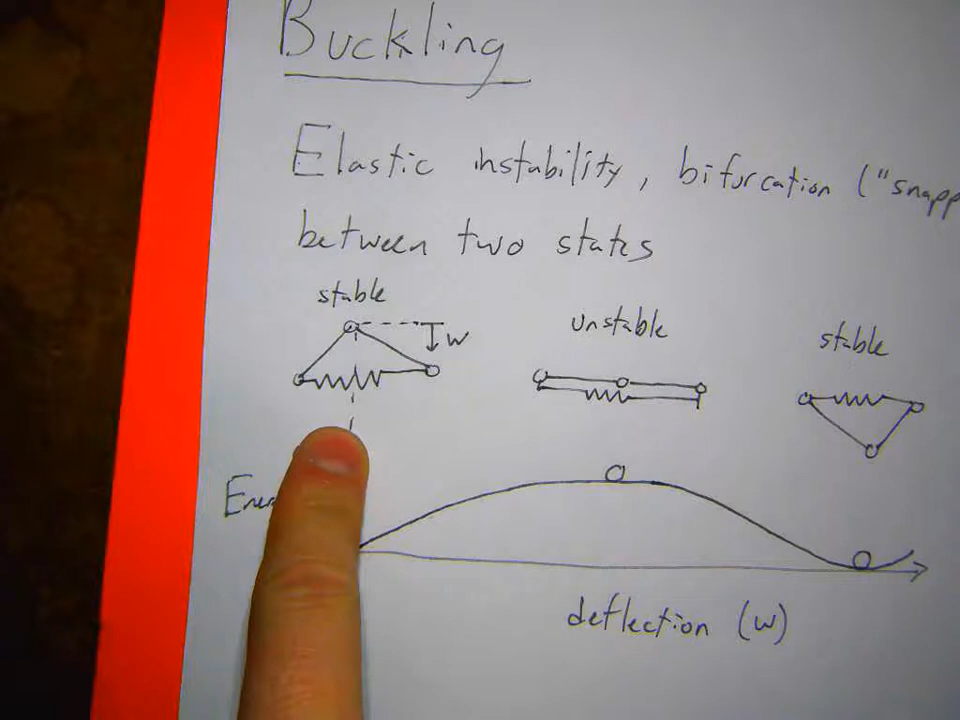 Buckling
Elastic instability, bifurcation ("snapp
between two states
stable
unstable
stable
w
deflection (w)